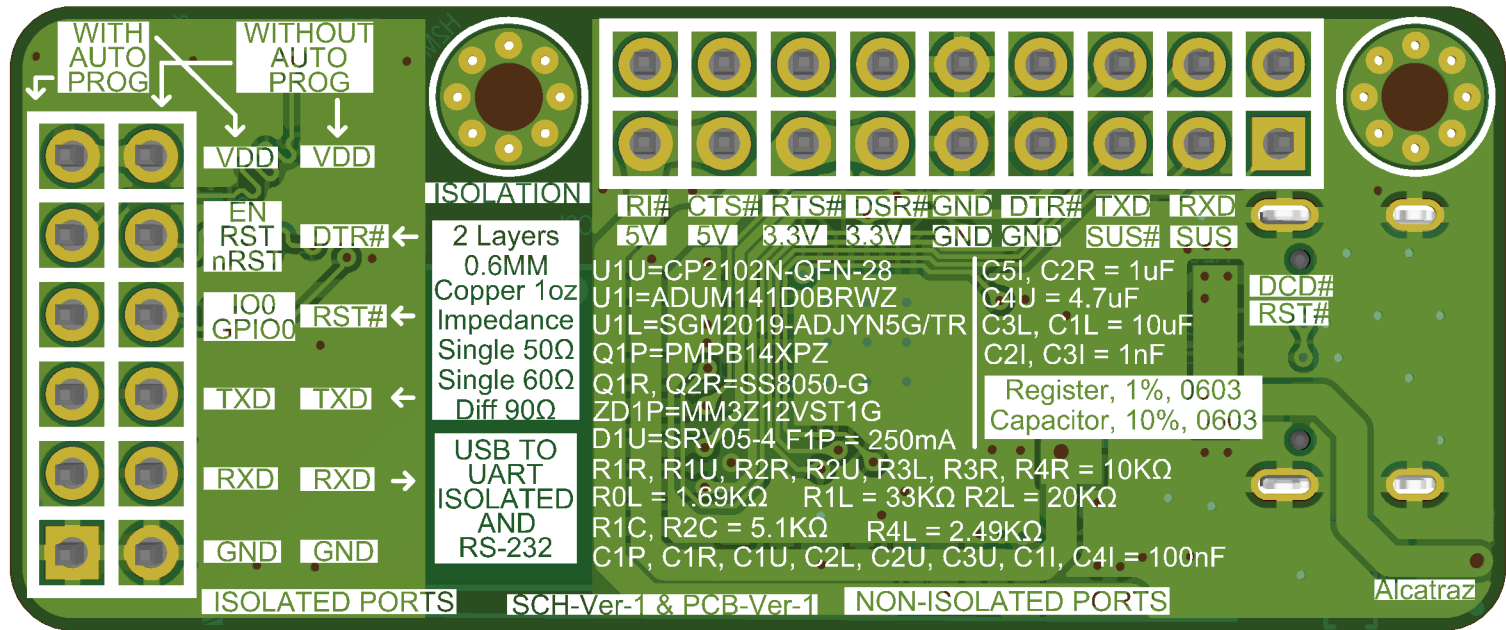 WITH
AUTO
PROG
WITHOUT
AUTO
PROG
VDD VDD
EN
RST
nRST
DTR#
IO0
GPIO0
RST#
TXD TXD
RXD RXD
GND GND
ISOLATED PORTS
ISOLATION
2 Layers
0.6MM
Copper 1oz
Impedance
Single 50Ω
Single 60Ω
Diff 90Ω
USB TO
UART
ISOLATED
AND
RS-232
RI# CTS# RTS# DSR# GND DTR# TXD RXD
5V 5V 3.3V 3.3V GND GND SUS# SUS
U1U=CP2102N-QFN-28
U1I=ADUM141D0BRWZ
U1L=SGM2019-ADJYN5G/TR
Q1P=PMPB14XPZ
Q1R, Q2R=SS8050-G
ZD1P=MM3Z12VST1G
D1U=SRV05-4 F1P = 250mA
C5I, C2R = 1uF
C4U = 4.7uF
C3L, C1L = 10uF
C2I, C3I = 1nF
Register, 1%, 0603
Capacitor, 10%, 0603
R1R, R1U, R2R, R2U, R3L, R3R, R4R = 10KΩ
R0L = 1.69KΩ R1L = 33KΩ R2L = 20KΩ
R1C, R2C = 5.1KΩ R4L = 2.49KΩ
C1P, C1R, C1U, C2L, C2U, C3U, C1I, C4I = 100nF
DCD#
RST#
SCH-Ver-1 & PCB-Ver-1
NON-ISOLATED PORTS
Alcatraz